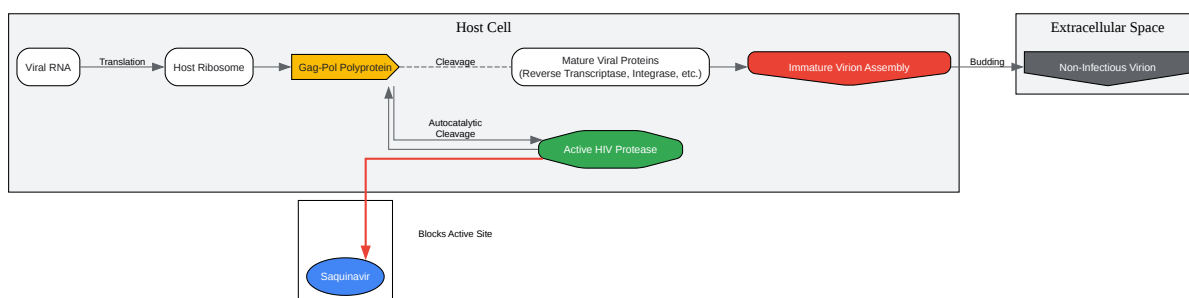 Host Cell
Extracellular Space
Viral RNA
Translation
Host Ribosome
Gag-Pol Polyprotein
Cleavage
Mature Viral Proteins
(Reverse Transcriptase, Integrase, etc.)
Immature Virion Assembly
Budding
Non-Infectious Virion
Autocatalytic
Cleavage
Active HIV Protease
Blocks Active Site
Saquinavir